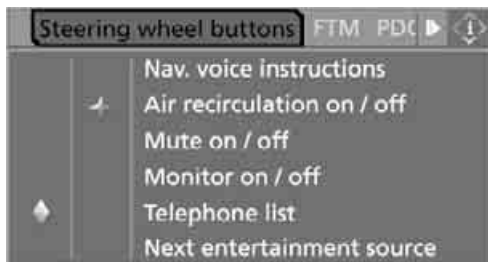 Steering wheel buttons FTM PDC
Nav. voice instructions
Air recirculation on / off
Mute on / off
Monitor on / off
Telephone list
Next entertainment source